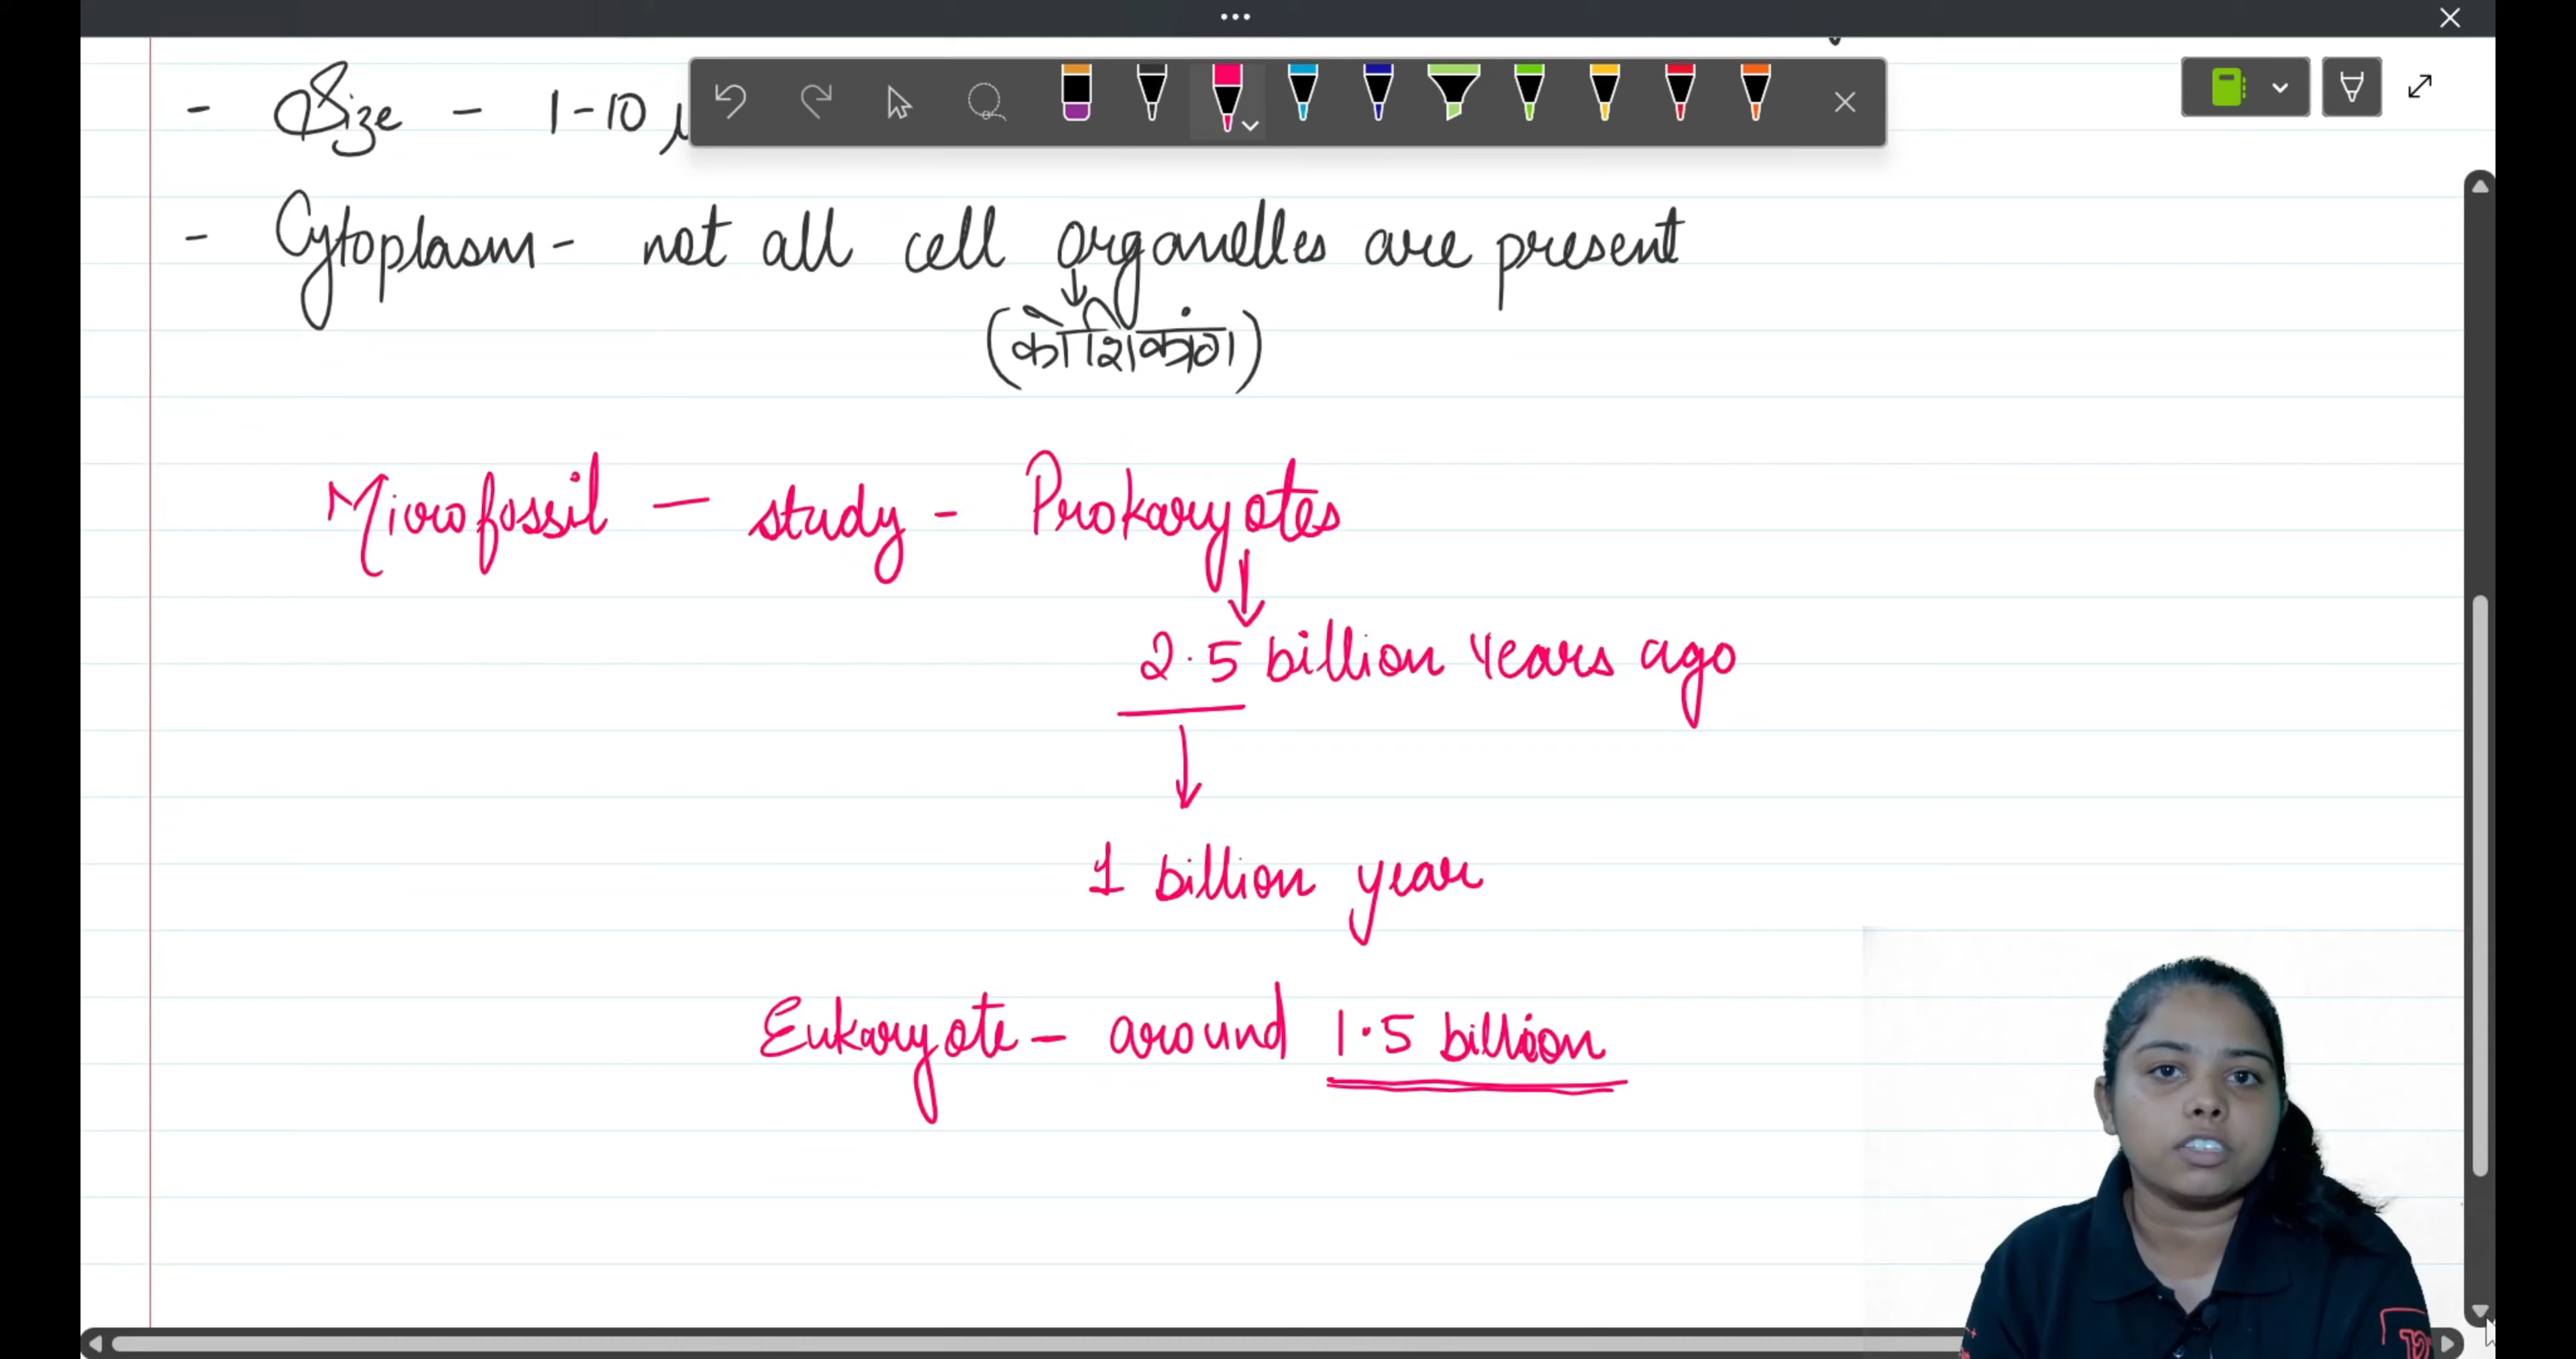 - Size - 1-10
- Cytoplasm - not all cell organelles are present
(कोशिकांग)
Microfossil - study - Prokaryotes
2.5 billion years ago
1 billion year
Eukaryote - around 1.5 billion